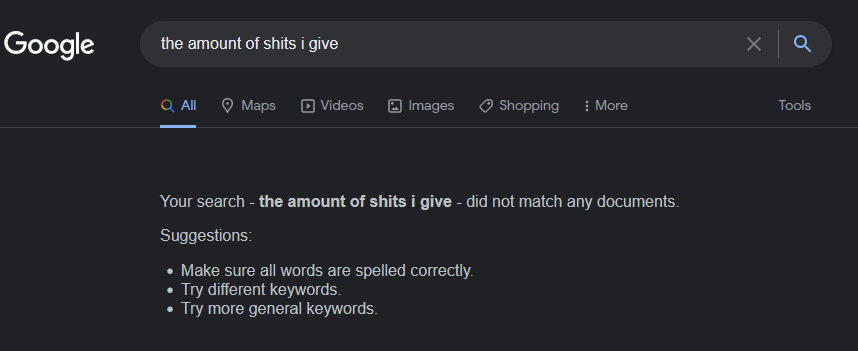 Google
the amount of shits i give
All Maps Videos Images Shopping More Tools
Your search - the amount of shits i give - did not match any documents.
Suggestions:
Make sure all words are spelled correctly.
Try different keywords.
Try more general keywords.